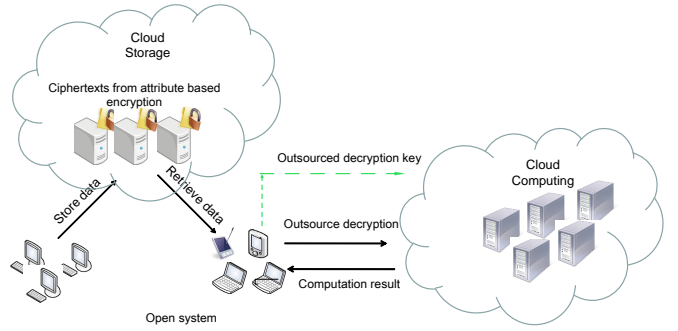 Cloud
Storage
Ciphertexts from attribute based
encryption
Store data
Retrieve data
Outsourced decryption key
Cloud
Computing
Outsource decryption
Computation result
Open system